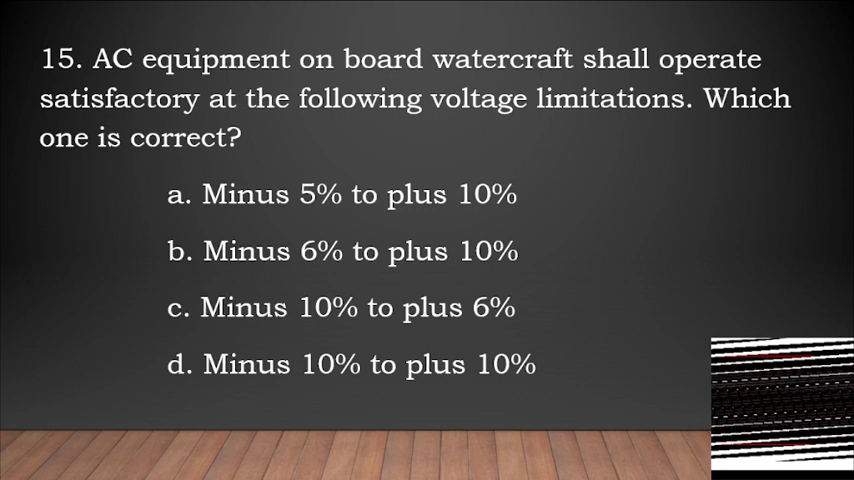 15. AC equipment on board watercraft shall operate
satisfactory at the following voltage limitations. Which
one is correct?
a. Minus 5% to plus 10%
b. Minus 6% to plus 10%
c. Minus 10% to plus 6%
d. Minus 10% to plus 10%